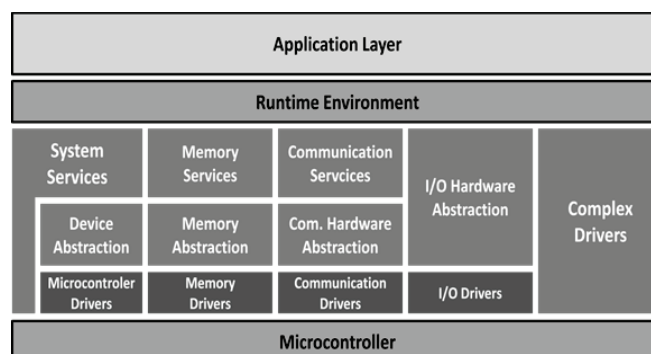 Application Layer
Runtime Environment
System
Services
Memory
Services
Communication
Servcices
I/O Hardware
Abstraction
Complex
Drivers
Device
Abstraction
Memory
Abstraction
Com. Hardware
Abstraction
Microcontroler
Drivers
Memory
Drivers
Communication
Drivers
I/O Drivers
Microcontroller